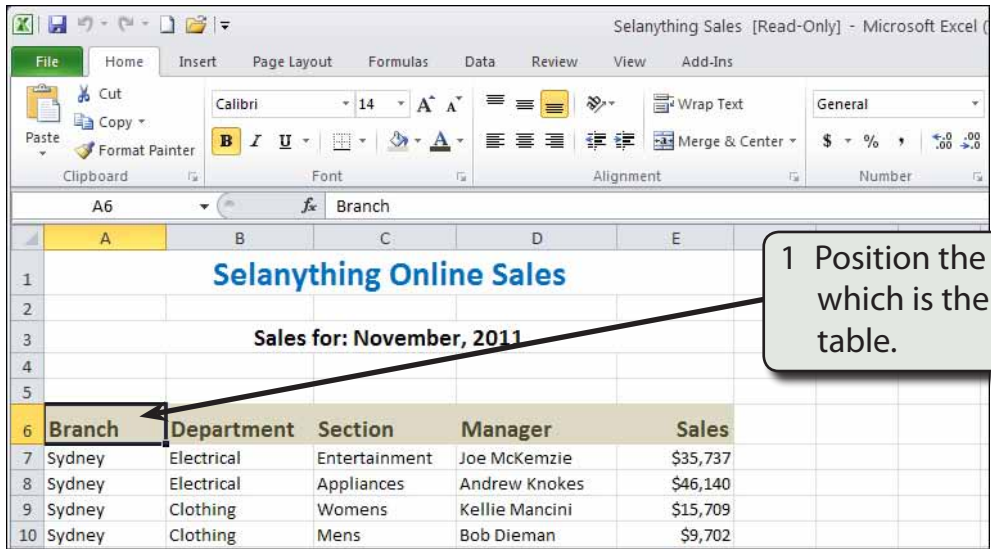 Selanything Sales [Read-Only] - Microsoft Excel (
File Home Insert Page Layout Formulas Data Review View Add-Ins
Cut
Copy
Format Painter
Paste
Calibri 14 A A
B I U A
Wrap Text
Merge & Center
General
$ % , .0 .00 .00 .0
Clipboard Font Alignment Number
A6 fx Branch
A B C D E
1 Selanything Online Sales
2
3 Sales for: November, 2011
4
5
6 Branch Department Section Manager Sales
7 Sydney Electrical Entertainment Joe McKemzie $35,737
8 Sydney Electrical Appliances Andrew Knokes $46,140
9 Sydney Clothing Womens Kellie Mancini $15,709
10 Sydney Clothing Mens Bob Dieman $9,702
1 Position the
which is the
table.